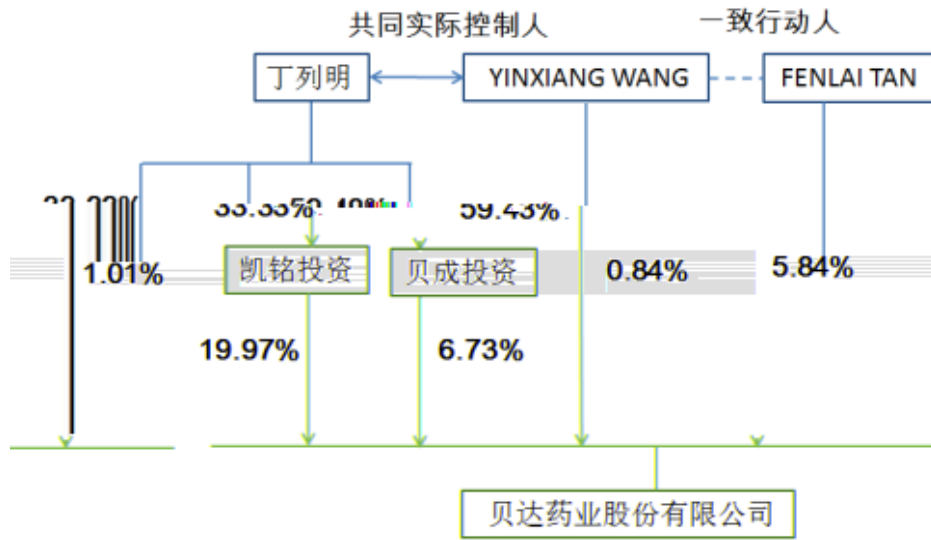 共同实际控制人
一致行动人
丁列明
YINXIANG WANG
FENLAI TAN
33.33%
59.43%
1.01%
凯铭投资
贝成投资
0.84%
5.84%
19.97%
6.73%
贝达药业股份有限公司